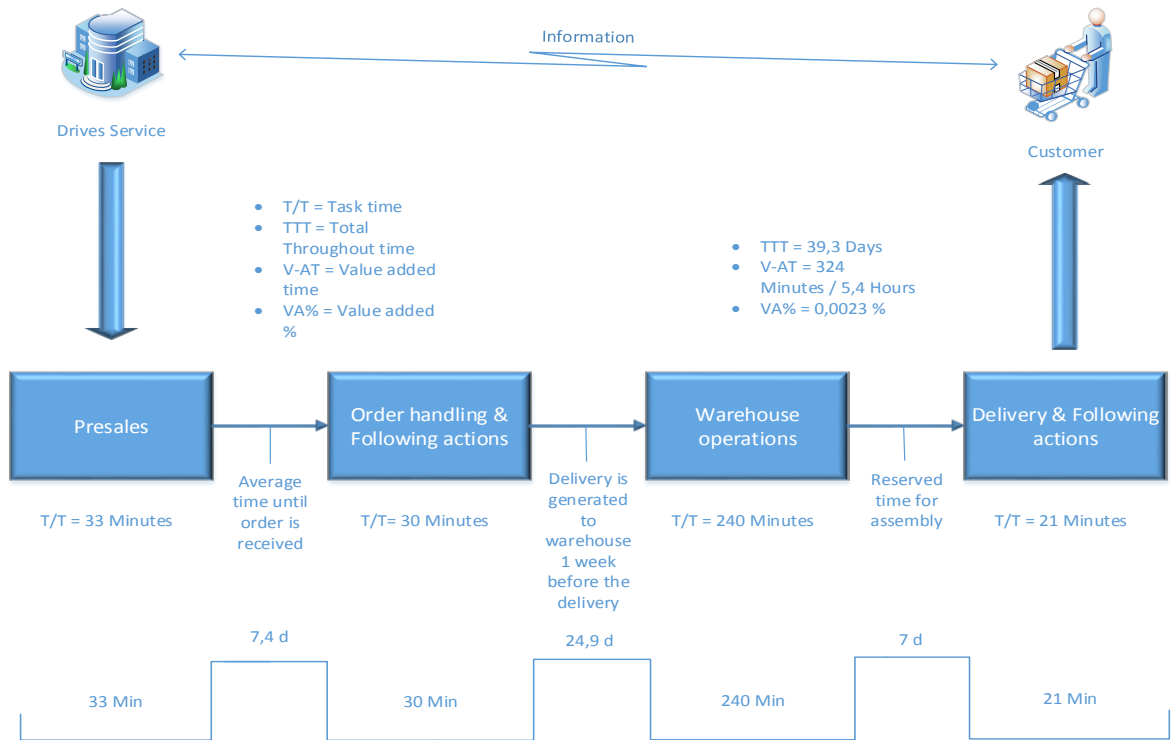 Information
Drives Service
Customer
• T/T = Task time
• TTT = Total
Throughout time
• V-AT = Value added
time
• VA% = Value added
%
• TTT = 39,3 Days
• V-AT = 324
Minutes / 5,4 Hours
• VA% = 0,0023 %
Presales
Order handling &
Following actions
Warehouse
operations
Delivery & Following
actions
T/T = 33 Minutes
Average
time until
order is
received
T/T= 30 Minutes
Delivery is
generated
to
warehouse
1 week
before the
delivery
T/T = 240 Minutes
Reserved
time for
assembly
T/T = 21 Minutes
7,4 d
24,9 d
7 d
33 Min
30 Min
240 Min
21 Min